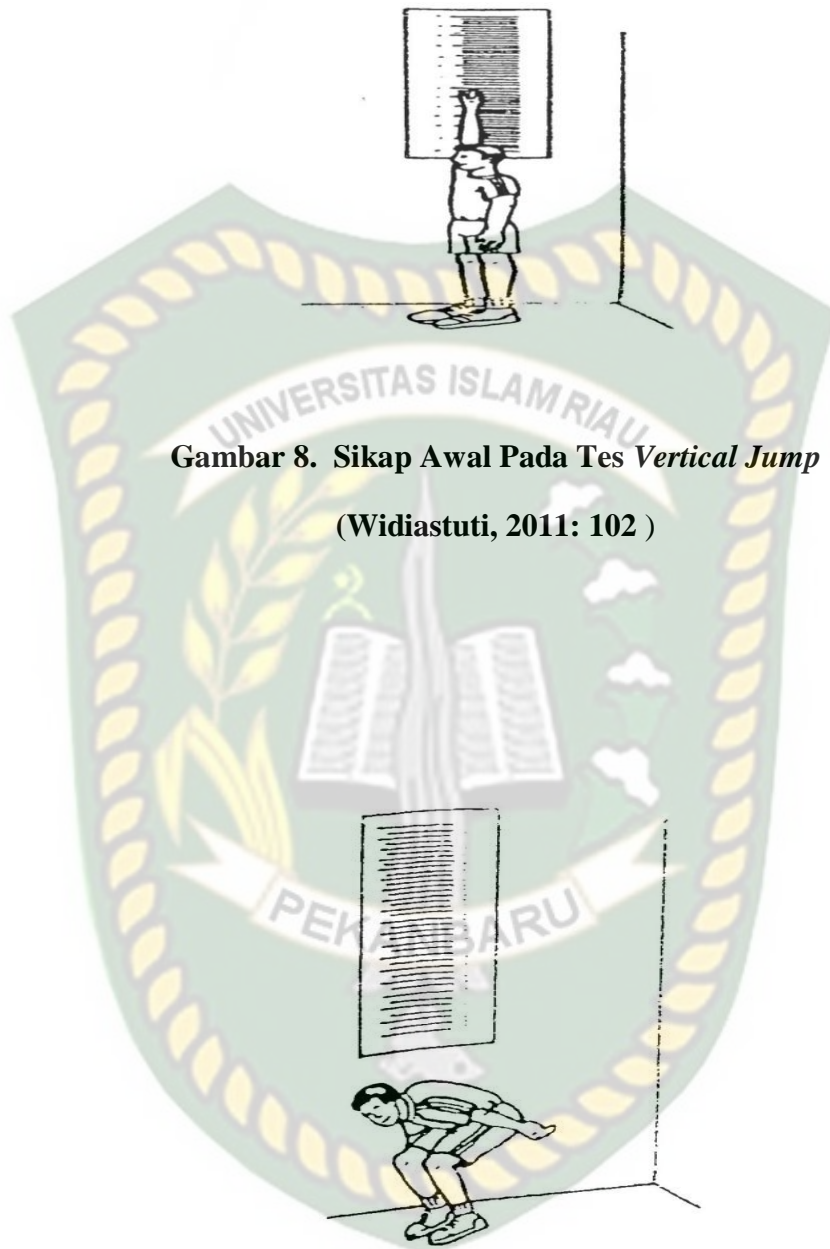 UNIVERSITAS ISLAM RIAU
Gambar 8. Sikap Awal Pada Tes Vertical Jump
(Widiastuti, 2011: 102 )
PEKANBARU